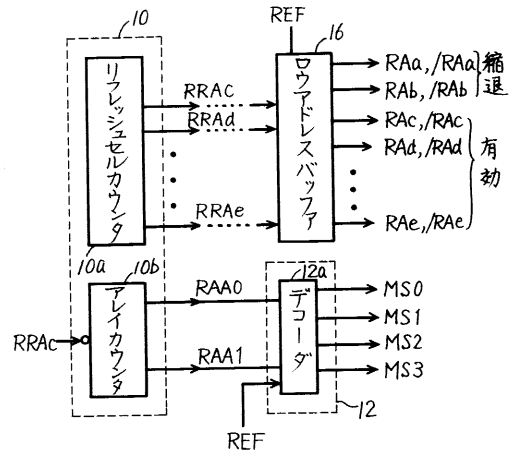 10
REF
16
リフレッシュセルカウンタ
RRAc
RRAd
RRAe
ロウアドレスバッファ
RAa,/RAa
RAb,/RAb
縮退
RAc,/RAc
RAd,/RAd
RAe,/RAe
有効
10a
10b
12a
RRAc
アレイカウンタ
RAA0
RAA1
デコーダ
MS0
MS1
MS2
MS3
REF
12